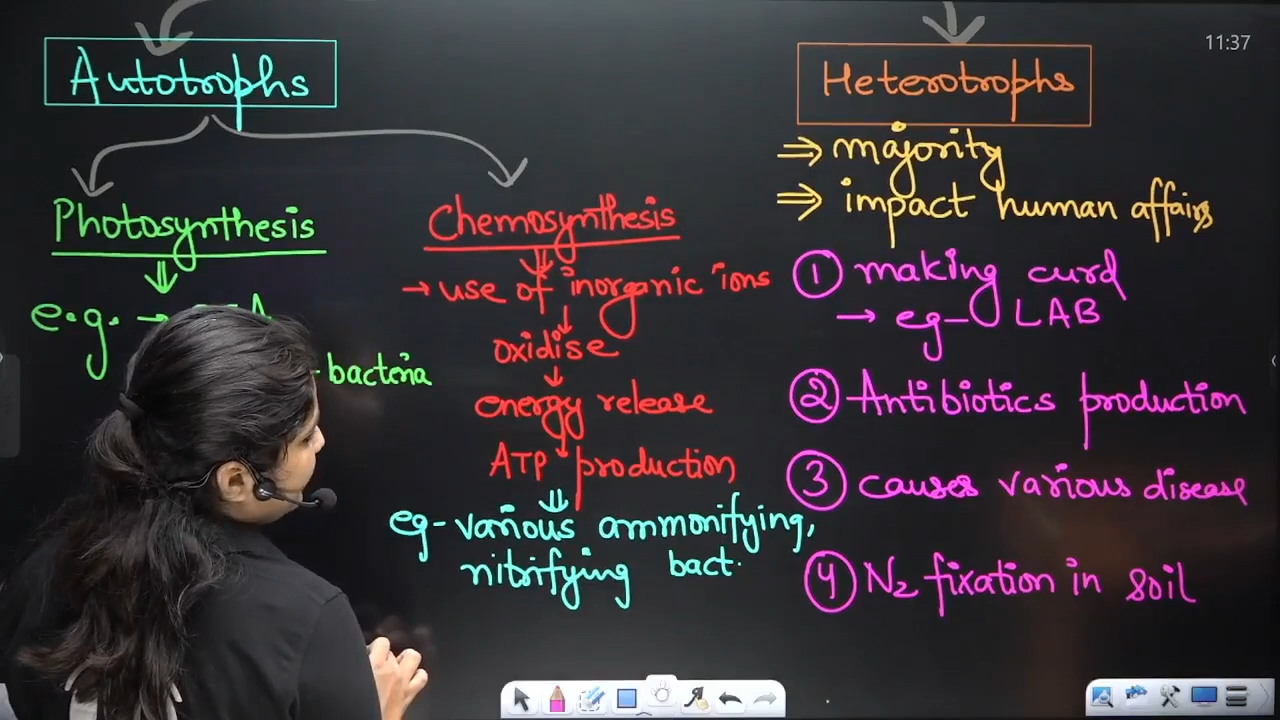 11:37
Autotrophs
Photosynthesis
e.g. →
- bacteria
Chemosynthesis
→ use of inorganic ions
oxidise
energy release
ATP production
eg- various ammonifying,
nitrifying bact.
Heterotrophs
⇒ majority
⇒ impact human affairs
① making curd
→ eg- LAB
② Antibiotics production
③ causes various disease
④ N₂ fixation in soil